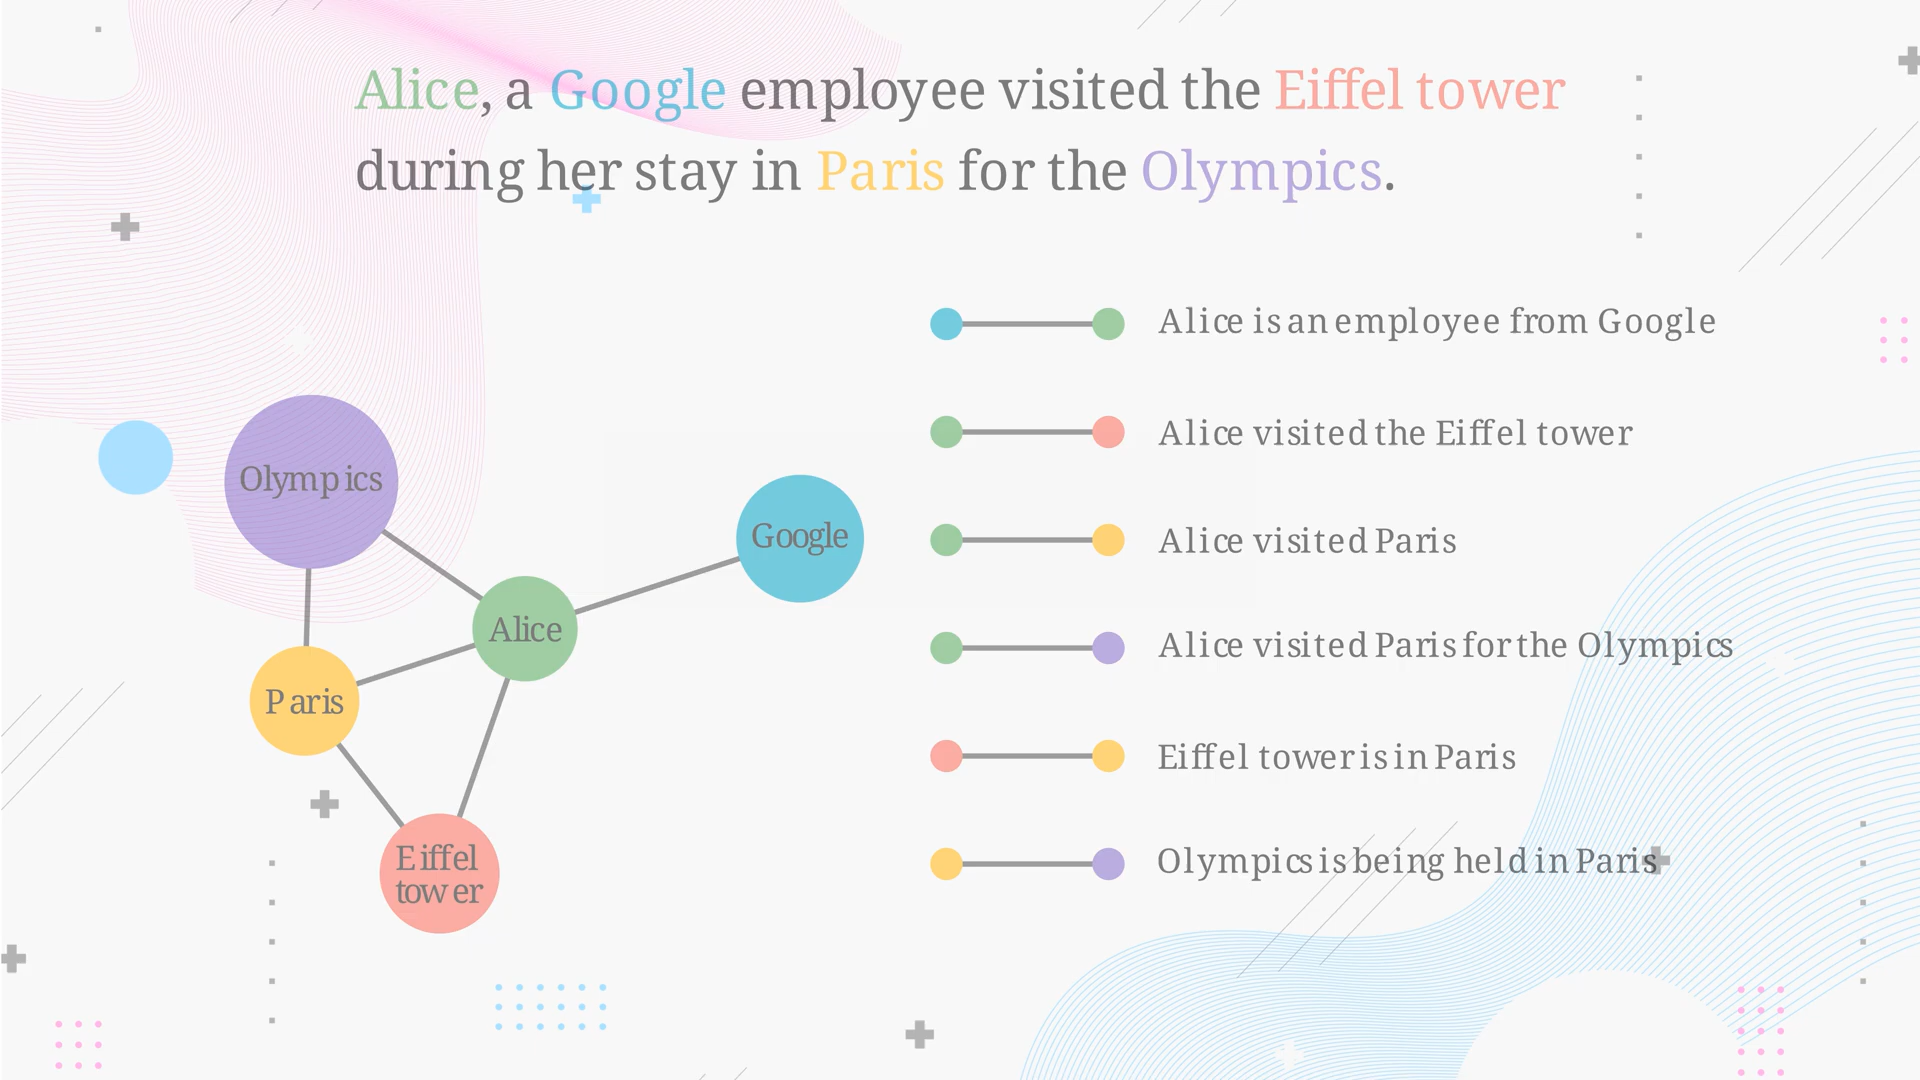 Alice, a Google employee visited the Eiffel tower
during her stay in Paris for the Olympics.
Alice is an employee from Google
Alice visited the Eiffel tower
Alice visited Paris
Alice visited Paris for the Olympics
Eiffel tower is in Paris
Olympics is being held in Paris
Olympics
Google
Alice
Paris
Eiffel
tower